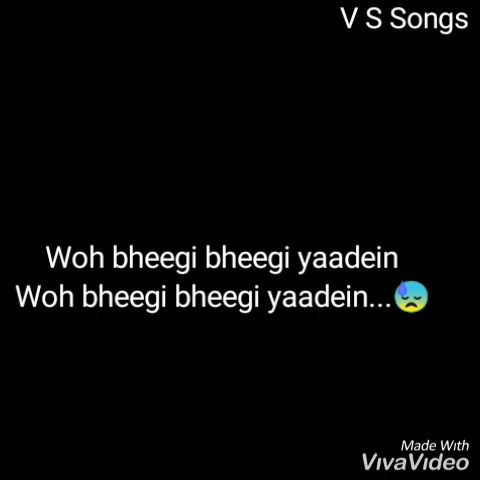 V S Songs
Woh bheegi bheegi yaadein
Woh bheegi bheegi yaadein...😓
Made With
VivaVideo